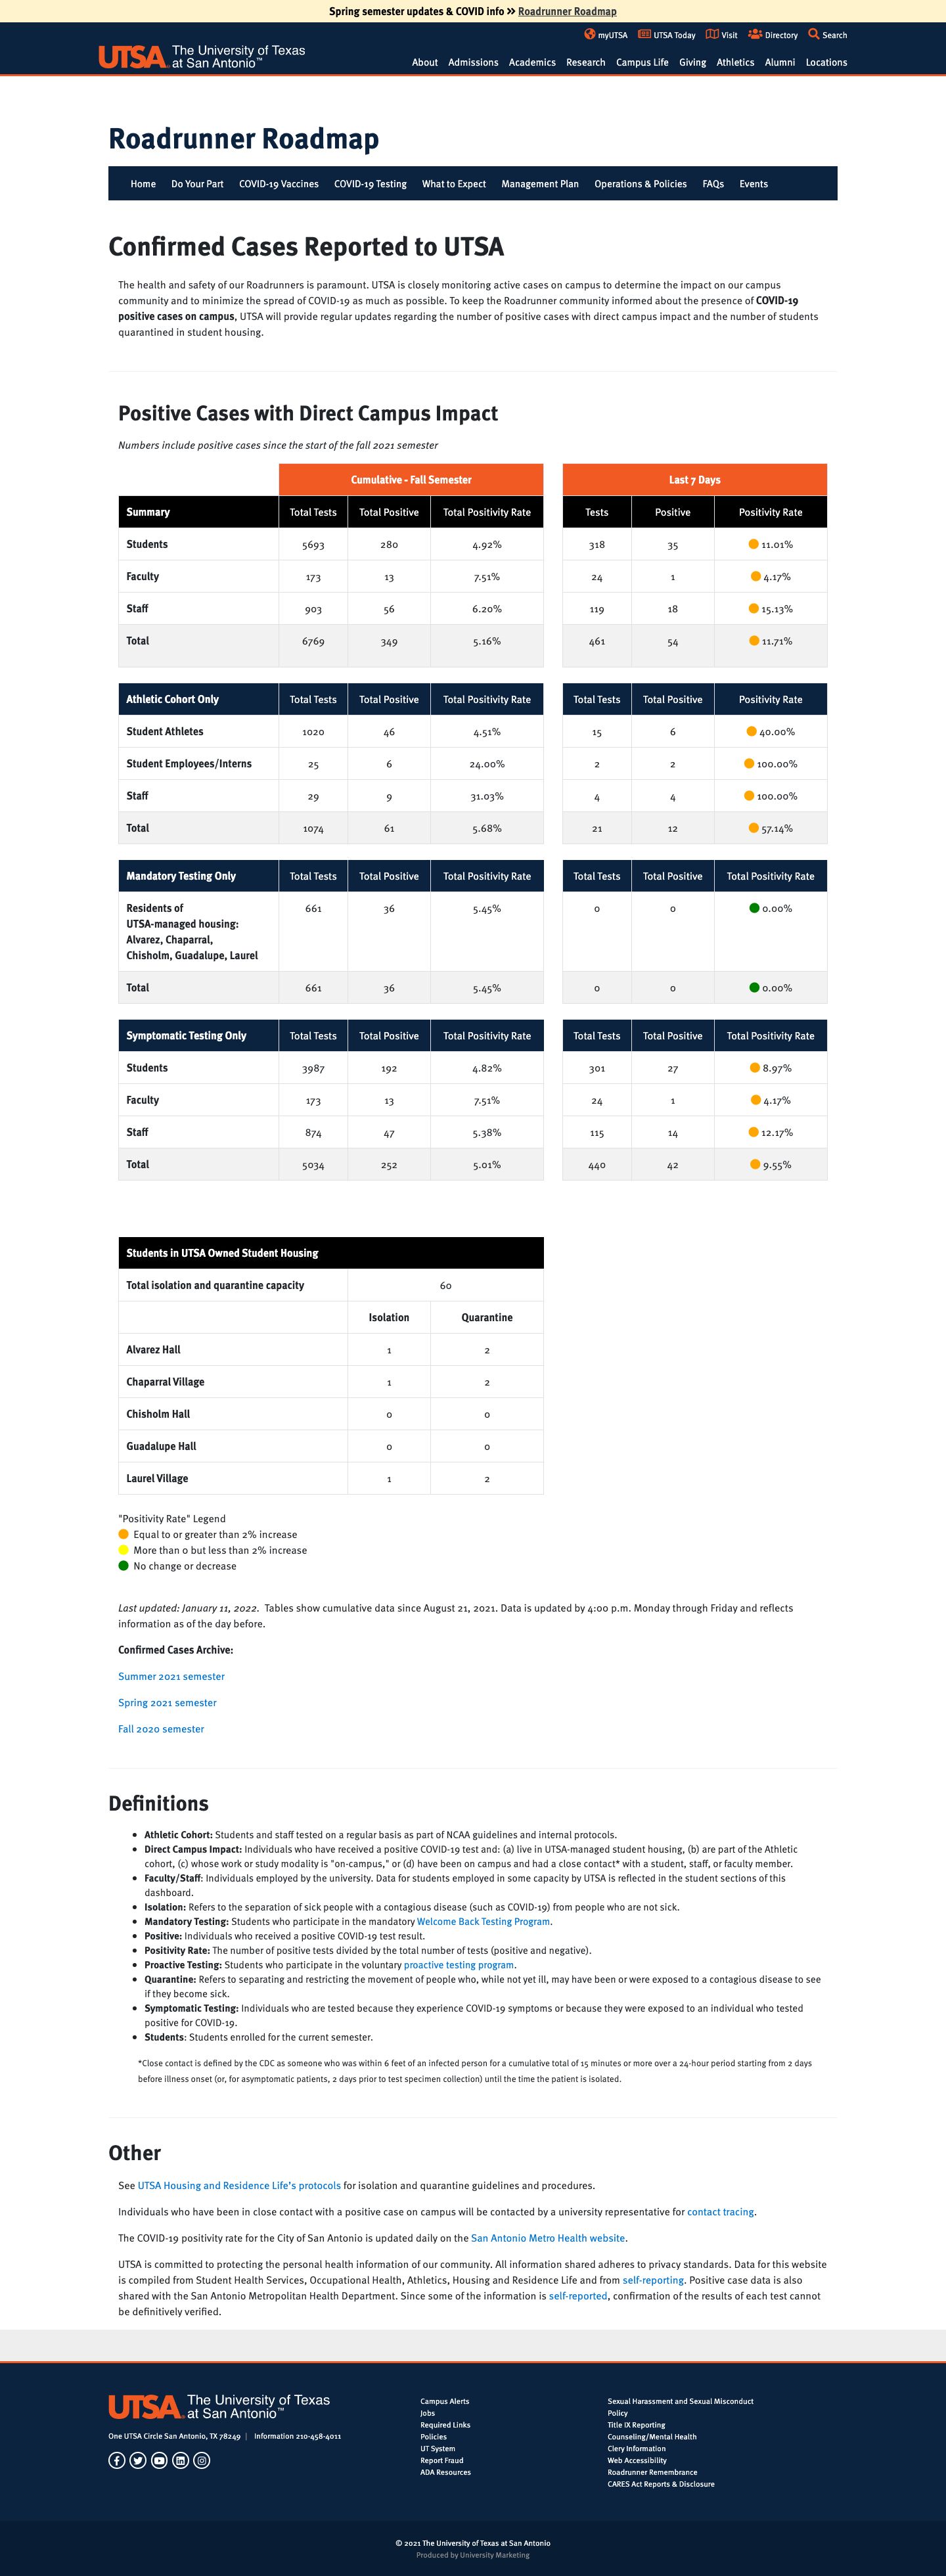 Spring semester updates & COVID info >> Roadrunner Roadmap
myUTSA UTSA Today Visit Directory Search
UTSA. The University of Texas at San Antonio™
About Admissions Academics Research Campus Life Giving Athletics Alumni Locations
Roadrunner Roadmap
Home Do Your Part COVID-19 Vaccines COVID-19 Testing What to Expect Management Plan Operations & Policies FAQs Events
Confirmed Cases Reported to UTSA
The health and safety of our Roadrunners is paramount. UTSA is closely monitoring active cases on campus to determine the impact on our campus
community and to minimize the spread of COVID-19 as much as possible. To keep the Roadrunner community informed about the presence of COVID-19
positive cases on campus, UTSA will provide regular updates regarding the number of positive cases with direct campus impact and the number of students
quarantined in student housing.
Positive Cases with Direct Campus Impact
Numbers include positive cases since the start of the fall 2021 semester
Cumulative - Fall Semester Last 7 Days
Summary Total Tests Total Positive Total Positivity Rate Tests Positive Positivity Rate
Students 5693 280 4.92% 318 35 11.01%
Faculty 173 13 7.51% 24 1 4.17%
Staff 903 56 6.20% 119 18 15.13%
Total 6769 349 5.16% 461 54 11.71%
Athletic Cohort Only Total Tests Total Positive Total Positivity Rate Total Tests Total Positive Positivity Rate
Student Athletes 1020 46 4.51% 15 6 40.00%
Student Employees/Interns 25 6 24.00% 2 2 100.00%
Staff 29 9 31.03% 4 4 100.00%
Total 1074 61 5.68% 21 12 57.14%
Mandatory Testing Only Total Tests Total Positive Total Positivity Rate Total Tests Total Positive Total Positivity Rate
Residents of 661 36 5.45% 0 0 0.00%
UTSA-managed housing:
Alvarez, Chaparral,
Chisholm, Guadalupe, Laurel
Total 661 36 5.45% 0 0 0.00%
Symptomatic Testing Only Total Tests Total Positive Total Positivity Rate Total Tests Total Positive Total Positivity Rate
Students 3987 192 4.82% 301 27 8.97%
Faculty 173 13 7.51% 24 1 4.17%
Staff 874 47 5.38% 115 14 12.17%
Total 5034 252 5.01% 440 42 9.55%
Students in UTSA Owned Student Housing
Total isolation and quarantine capacity 60
Isolation Quarantine
Alvarez Hall 1 2
Chaparral Village 1 2
Chisholm Hall 0 0
Guadalupe Hall 0 0
Laurel Village 1 2
"Positivity Rate" Legend
Equal to or greater than 2% increase
More than 0 but less than 2% increase
No change or decrease
Last updated: January 11, 2022. Tables show cumulative data since August 21, 2021. Data is updated by 4:00 p.m. Monday through Friday and reflects
information as of the day before.
Confirmed Cases Archive:
Summer 2021 semester
Spring 2021 semester
Fall 2020 semester
Definitions
• Athletic Cohort: Students and staff tested on a regular basis as part of NCAA guidelines and internal protocols.
• Direct Campus Impact: Individuals who have received a positive COVID-19 test and: (a) live in UTSA-managed student housing, (b) are part of the Athletic
cohort, (c) whose work or study modality is "on-campus," or (d) have been on campus and had a close contact* with a student, staff, or faculty member.
• Faculty/Staff: Individuals employed by the university. Data for students employed in some capacity by UTSA is reflected in the student sections of this
dashboard.
• Isolation: Refers to the separation of sick people with a contagious disease (such as COVID-19) from people who are not sick.
• Mandatory Testing: Students who participate in the mandatory Welcome Back Testing Program.
• Positive: Individuals who received a positive COVID-19 test result.
• Positivity Rate: The number of positive tests divided by the total number of tests (positive and negative).
• Proactive Testing: Students who participate in the voluntary proactive testing program.
• Quarantine: Refers to separating and restricting the movement of people who, while not yet ill, may have been or were exposed to a contagious disease to see
if they become sick.
• Symptomatic Testing: Individuals who are tested because they experience COVID-19 symptoms or because they were exposed to an individual who tested
positive for COVID-19.
• Students: Students enrolled for the current semester.
*Close contact is defined by the CDC as someone who was within 6 feet of an infected person for a cumulative total of 15 minutes or more over a 24-hour period starting from 2 days
before illness onset (or, for asymptomatic patients, 2 days prior to test specimen collection) until the time the patient is isolated.
Other
See UTSA Housing and Residence Life's protocols for isolation and quarantine guidelines and procedures.
Individuals who have been in close contact with a positive case on campus will be contacted by a university representative for contact tracing.
The COVID-19 positivity rate for the City of San Antonio is updated daily on the San Antonio Metro Health website.
UTSA is committed to protecting the personal health information of our community. All information shared adheres to privacy standards. Data for this website
is compiled from Student Health Services, Occupational Health, Athletics, Housing and Residence Life and from self-reporting. Positive case data is also
shared with the San Antonio Metropolitan Health Department. Since some of the information is self-reported, confirmation of the results of each test cannot
be definitively verified.
UTSA. The University of Texas at San Antonio™
One UTSA Circle San Antonio, TX 78249 | Information 210-458-4011
Campus Alerts
Jobs
Required Links
Policies
UT System
Report Fraud
ADA Resources
Sexual Harassment and Sexual Misconduct
Policy
Title IX Reporting
Counseling/Mental Health
Clery Information
Web Accessibility
Roadrunner Remembrance
CARES Act Reports & Disclosure
© 2021 The University of Texas at San Antonio
Produced by University Marketing